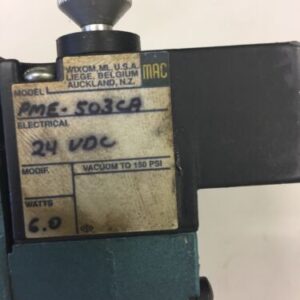 WIXOM, MI. U.S.A.
LIEGE, BELGIUM
AUCKLAND, N.Z.
MAC
MODEL
PME-503CA
ELECTRICAL
24 VDC
MODIF.
VACUUM TO 150 PSI
WATTS
6.0